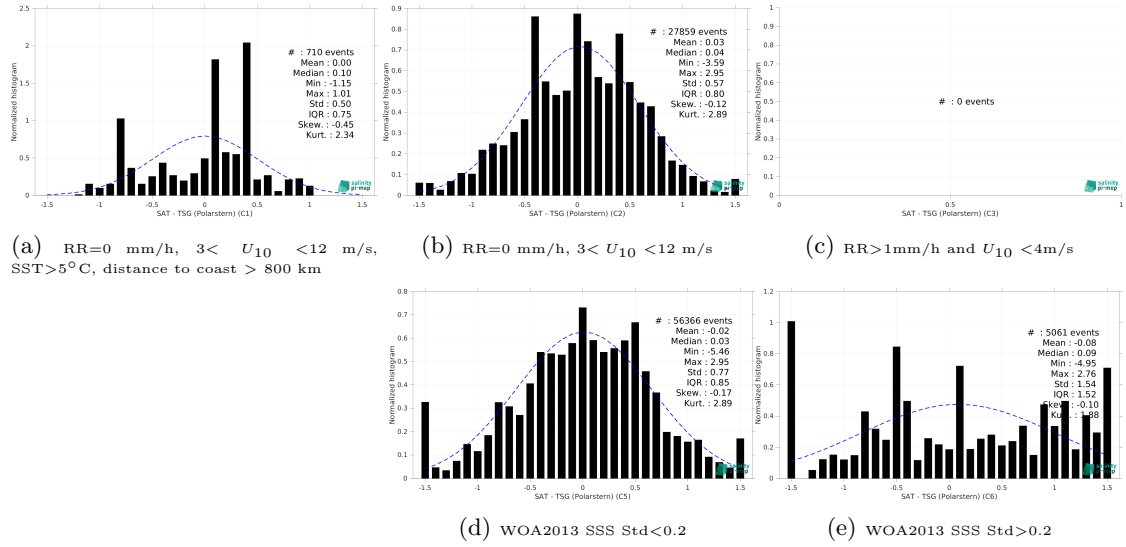 2.5
2
1.5
1
0.5
0
Normalized histogram
# : 710 events
Mean : 0.00
Median : 0.10
Min : -1.15
Max : 1.01
Std : 0.50
IQR : 0.75
Skew. : -0.45
Kurt. : 2.34
salinity
pi-mep
-1.5 -1 -0.5 0 0.5 1 1.5
SAT - TSG (Polarstern) (C1)
(a) RR=0 mm/h, 3< U10 <12 m/s,
SST>5°C, distance to coast > 800 km
0.9
0.8
0.7
0.6
0.5
0.4
0.3
0.2
0.1
0
Normalized histogram
# : 27859 events
Mean : 0.03
Median : 0.04
Min : -3.59
Max : 2.95
Std : 0.57
IQR : 0.80
Skew. : -0.12
Kurt. : 2.89
salinity
pi-mep
-1.5 -1 -0.5 0 0.5 1 1.5
SAT - TSG (Polarstern) (C2)
(b) RR=0 mm/h, 3< U10 <12 m/s
1
0.9
0.8
0.7
0.6
0.5
0.4
0.3
0.2
0.1
0
Normalized histogram
# : 0 events
salinity
pi-mep
0 0.5 1
SAT - TSG (Polarstern) (C3)
(c) RR>1mm/h and U10 <4m/s
0.8
0.7
0.6
0.5
0.4
0.3
0.2
0.1
0
Normalized histogram
# : 56366 events
Mean : -0.02
Median : 0.03
Min : -5.46
Max : 2.95
Std : 0.77
IQR : 0.85
Skew. : -0.17
Kurt. : 2.89
salinity
pi-mep
-1.5 -1 -0.5 0 0.5 1 1.5
SAT - TSG (Polarstern) (C5)
(d) WOA2013 SSS Std<0.2
1.2
1
0.8
0.6
0.4
0.2
0
Normalized histogram
# : 5061 events
Mean : -0.08
Median : 0.09
Min : -4.95
Max : 2.76
Std : 1.54
IQR : 1.52
Skew. : -0.10
Kurt. : 1.88
salinity
pi-mep
-1.5 -1 -0.5 0 0.5 1 1.5
SAT - TSG (Polarstern) (C6)
(e) WOA2013 SSS Std>0.2